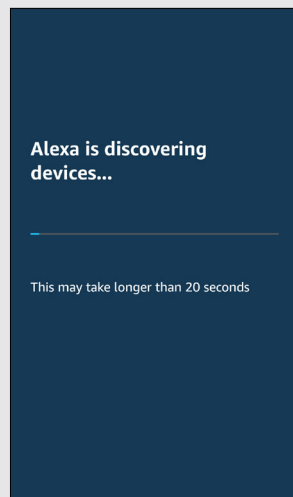 Alexa is discovering
devices...
This may take longer than 20 seconds